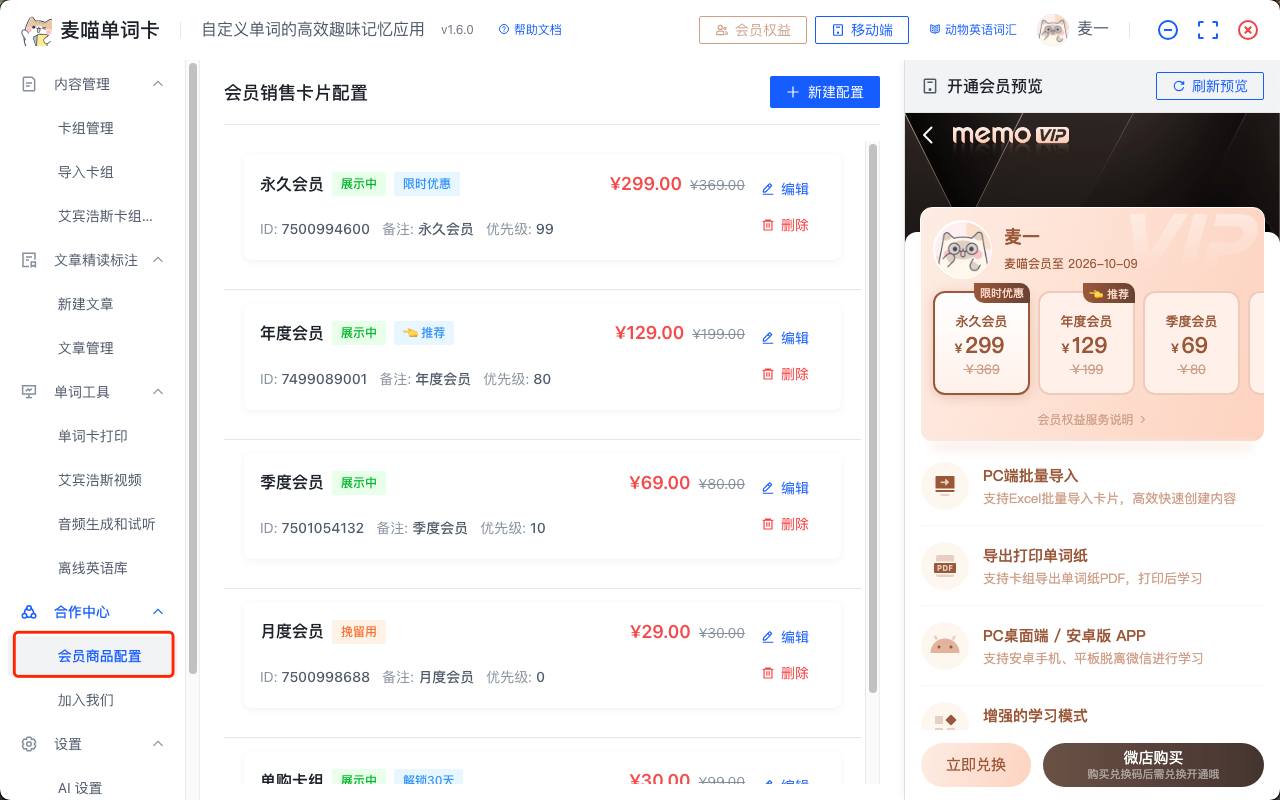 麦喵单词卡
自定义单词的高效趣味记忆应用 v1.6.0 帮助文档 会员权益 移动端 动物英语词汇 麦一
内容管理
卡组管理
导入卡组
艾宾浩斯卡组...
文章精读标注
新建文章
文章管理
单词工具
单词卡打印
艾宾浩斯视频
音频生成和试听
离线英语库
合作中心
会员商品配置
加入我们
设置
AI 设置
会员销售卡片配置 新建配置
永久会员 展示中 限时优惠 ¥299.00 ¥369.00 编辑
ID: 7500994600 备注: 永久会员 优先级: 99 删除
年度会员 展示中 👈 推荐 ¥129.00 ¥199.00 编辑
ID: 7499089001 备注: 年度会员 优先级: 80 删除
季度会员 展示中 ¥69.00 ¥80.00 编辑
ID: 7501054132 备注: 季度会员 优先级: 10 删除
月度会员 挽留用 ¥29.00 ¥30.00 编辑
ID: 7500998688 备注: 月度会员 优先级: 0 删除
单购卡组 展示中 解锁30天 ¥30.00 ¥99.00 编辑
开通会员预览 刷新预览
memo VIP
VIP
麦一
麦喵会员至 2026-10-09
限时优惠 👈 推荐
永久会员 年度会员 季度会员
¥299 ¥129 ¥69
¥369 ¥199 ¥80
会员权益服务说明 >
PC端批量导入
支持Excel批量导入卡片，高效快速创建内容
PDF
导出打印单词纸
支持卡组导出单词纸PDF，打印后学习
PC桌面端 / 安卓版 APP
支持安卓手机、平板脱离微信进行学习
增强的学习模式
立即兑换 微店购买
购买兑换码后需兑换开通哦